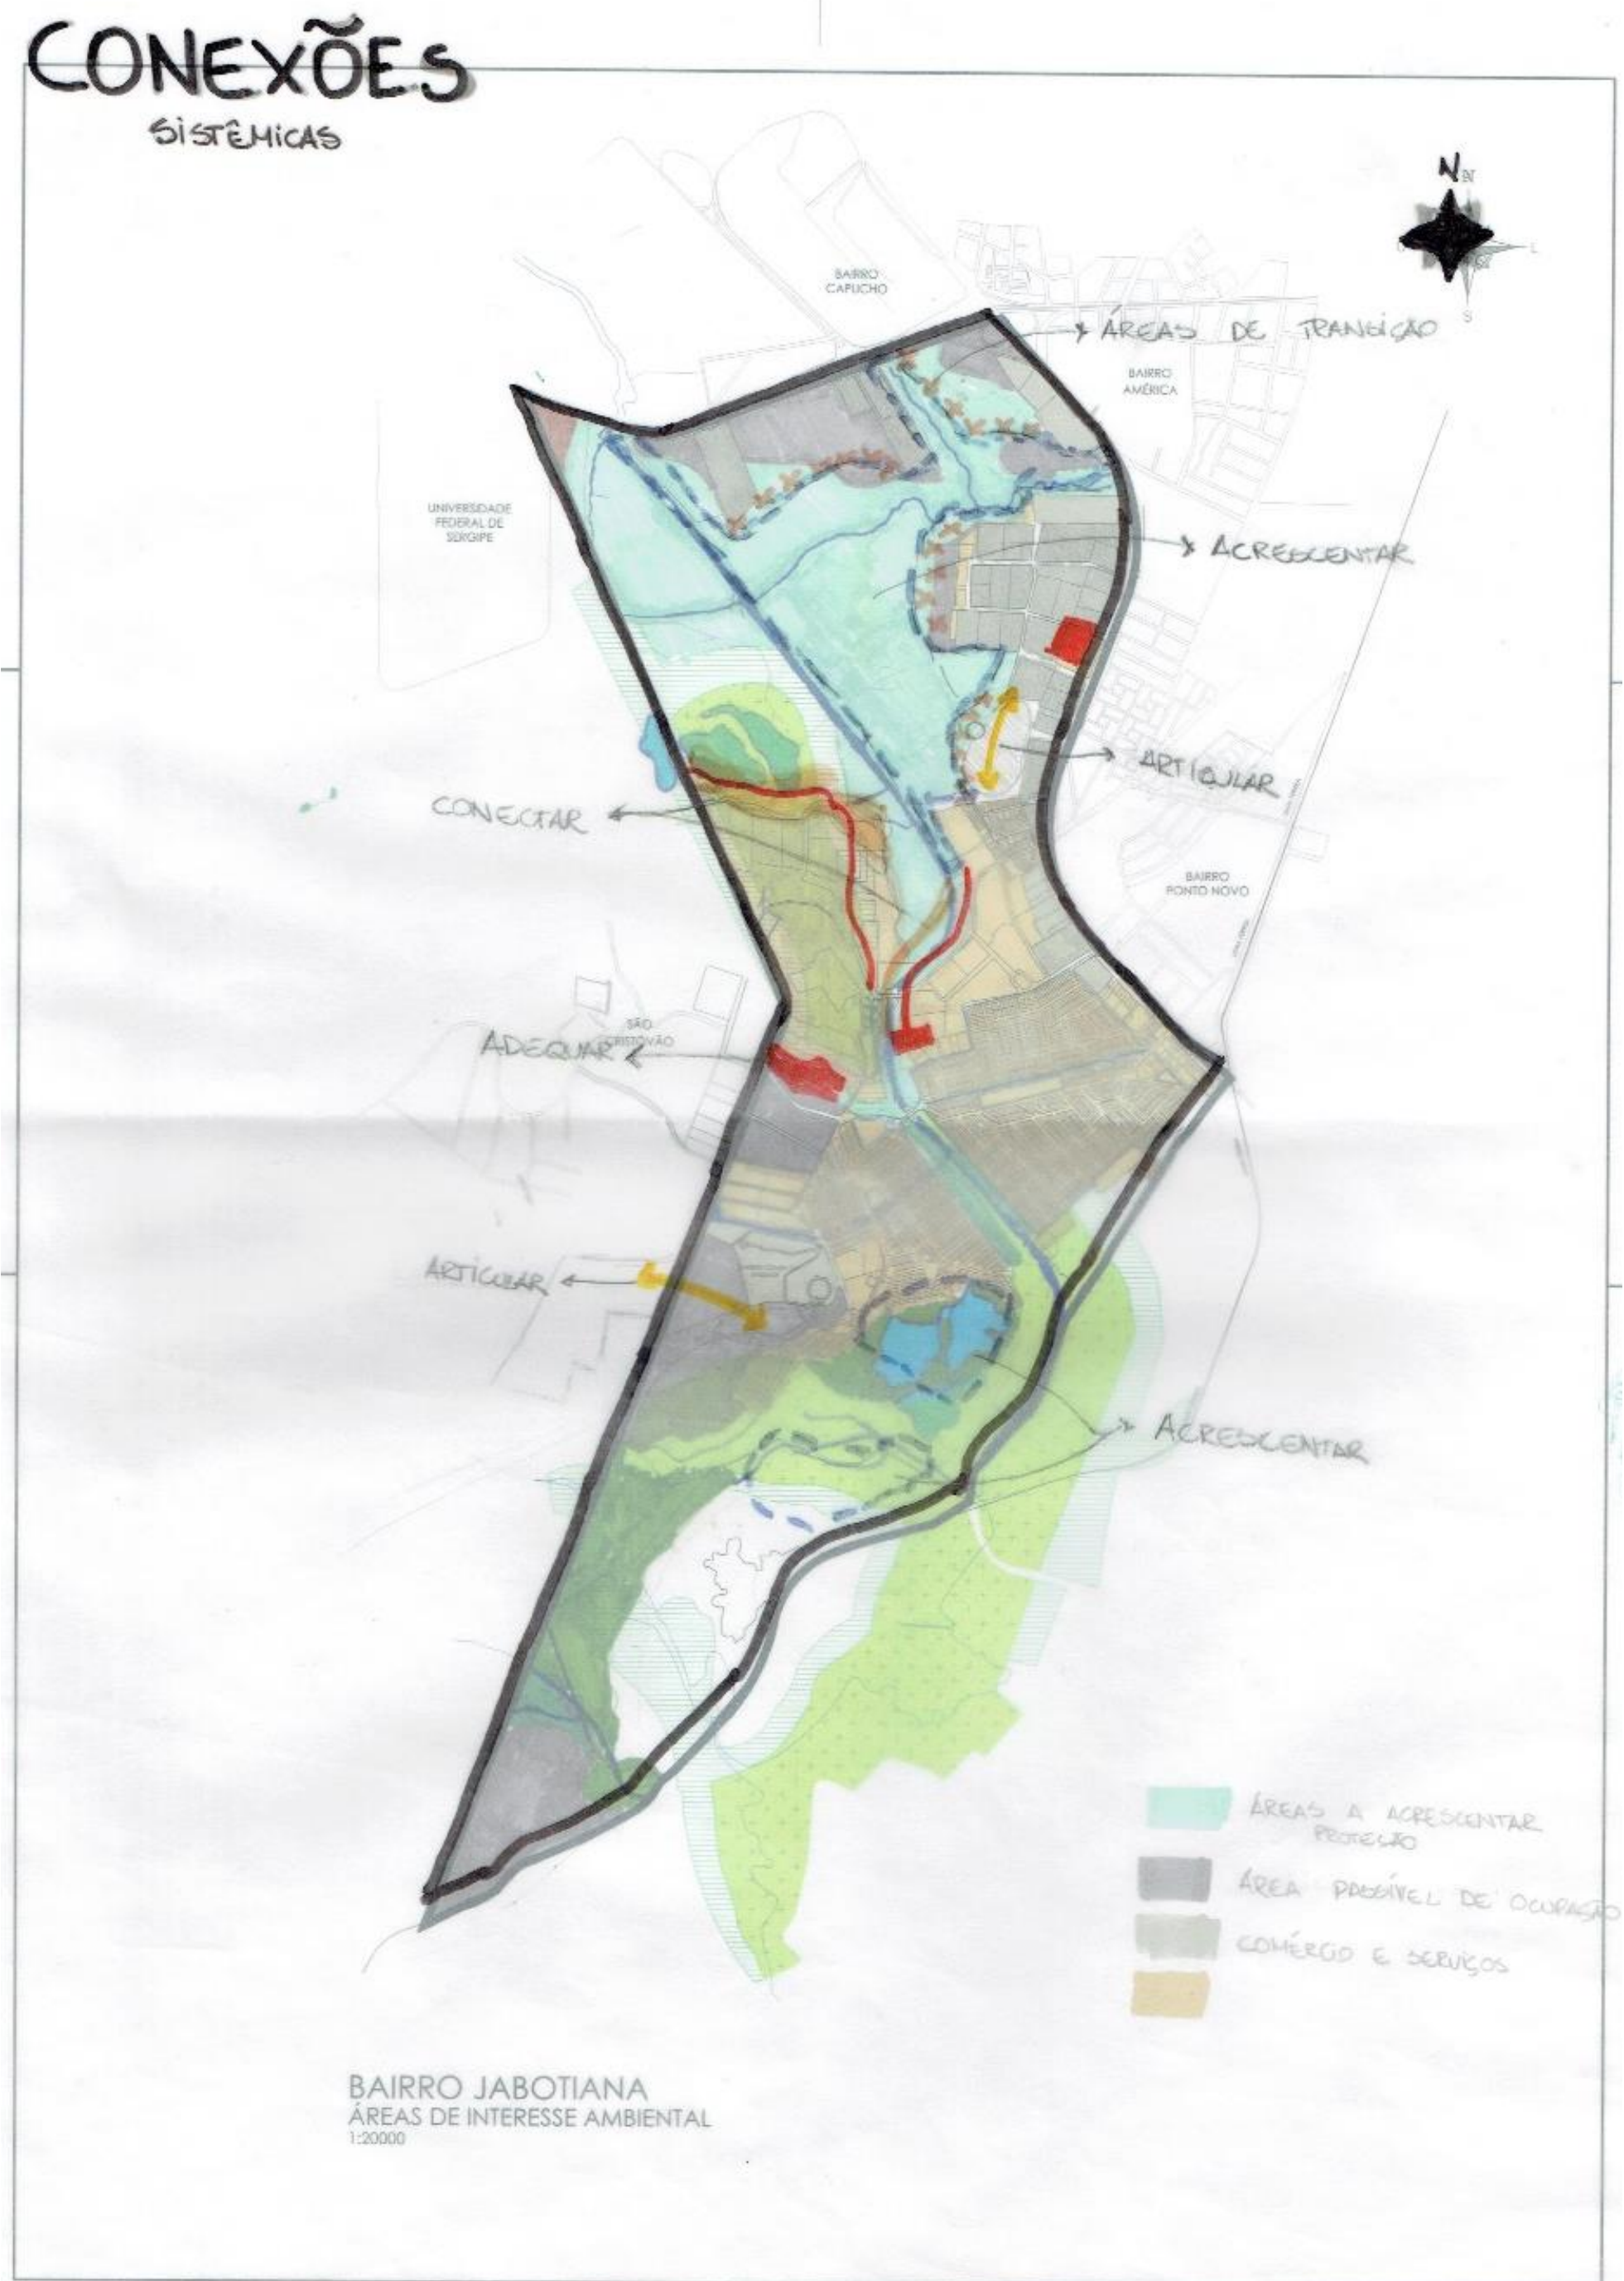 CONEXÕES
SISTÊMICAS
N
N
L
S
BAIRRO
CAPUCHO
ÁREAS DE TRANSIÇÃO
BAIRRO
AMÉRICA
UNIVERSIDADE
FEDERAL DE
SERGIPE
ACRESCENTAR
ARTICULAR
CONECTAR
BAIRRO
PONTO NOVO
SÃO
CRISTÓVÃO
ADEQUAR
ARTICULAR
ACRESCENTAR
ÁREAS A ACRESCENTAR
PROTEÇÃO
ÁREA PASSÍVEL DE OCUPAÇÃO
COMÉRCIO E SERVIÇOS
BAIRRO JABOTIANA
ÁREAS DE INTERESSE AMBIENTAL
1:20000